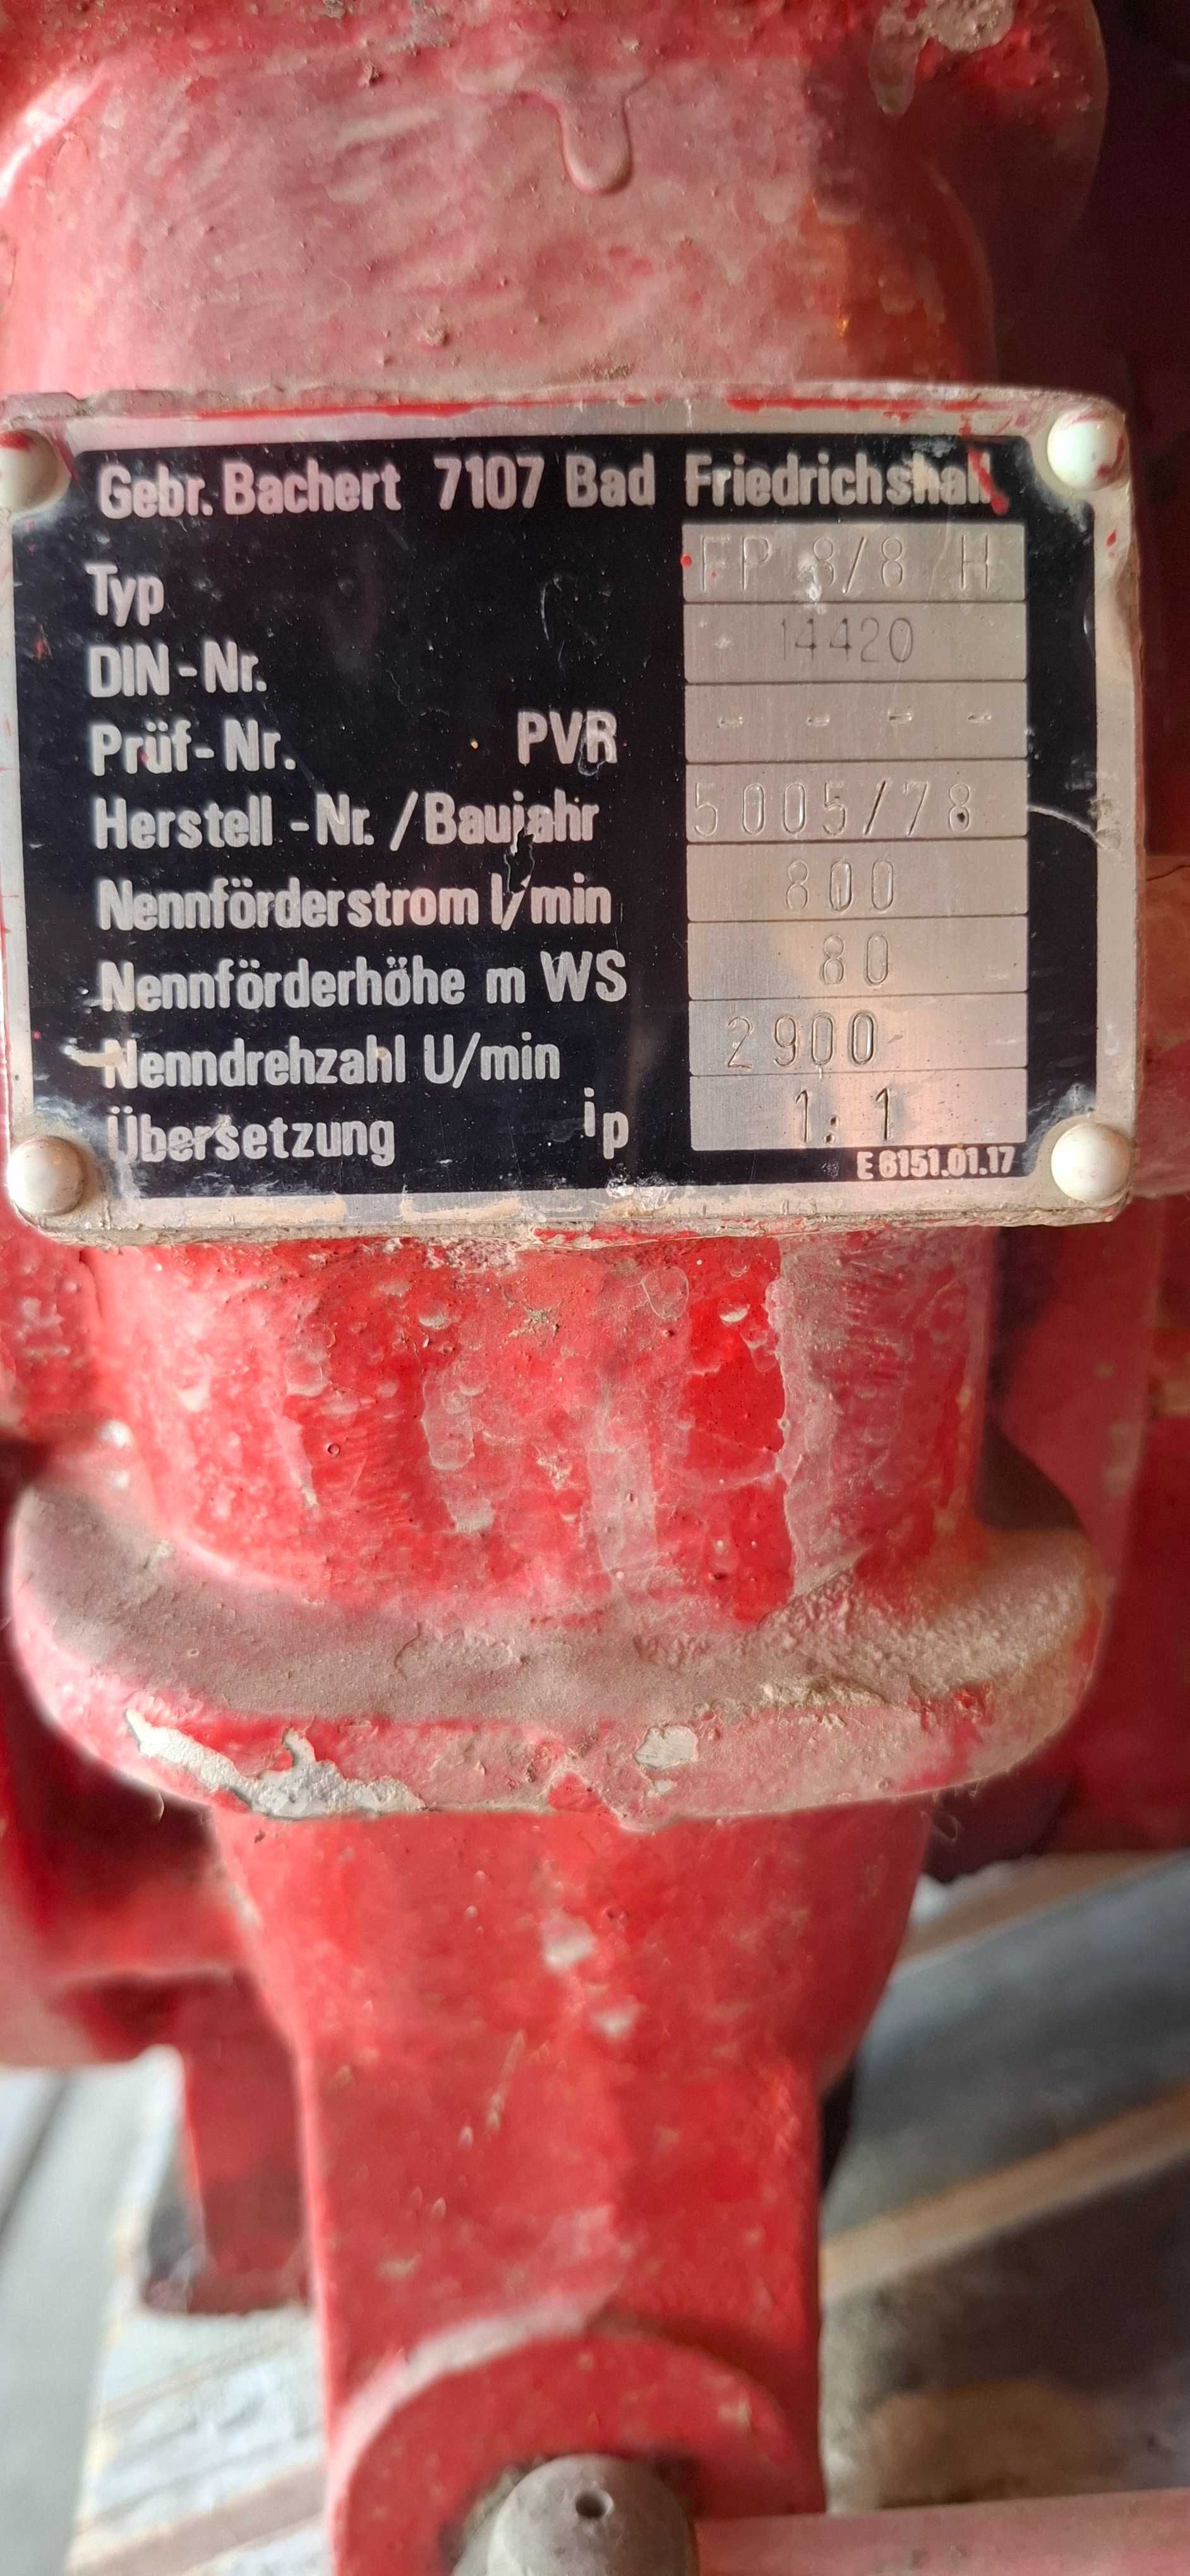 Gebr. Bachert 7107 Bad Friedrichshall
Typ FP 8/8 H
DIN-Nr. 14420
Prüf-Nr. PVR - - - -
Herstell-Nr./Baujahr 5005/78
Nennförderstrom l/min 800
Nennförderhöhe m WS 80
Nenndrehzahl U/min 2900
Übersetzung ip 1:1
E 6151.01.17